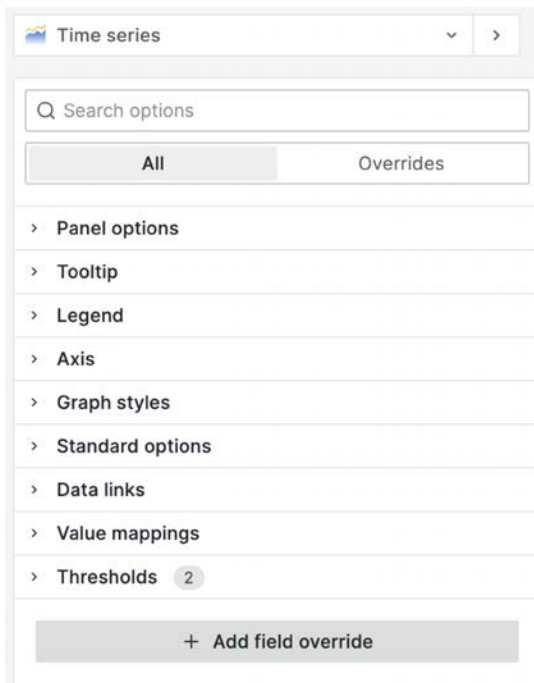 Time series
Search options
All Overrides
Panel options
Tooltip
Legend
Axis
Graph styles
Standard options
Data links
Value mappings
Thresholds 2
+ Add field override